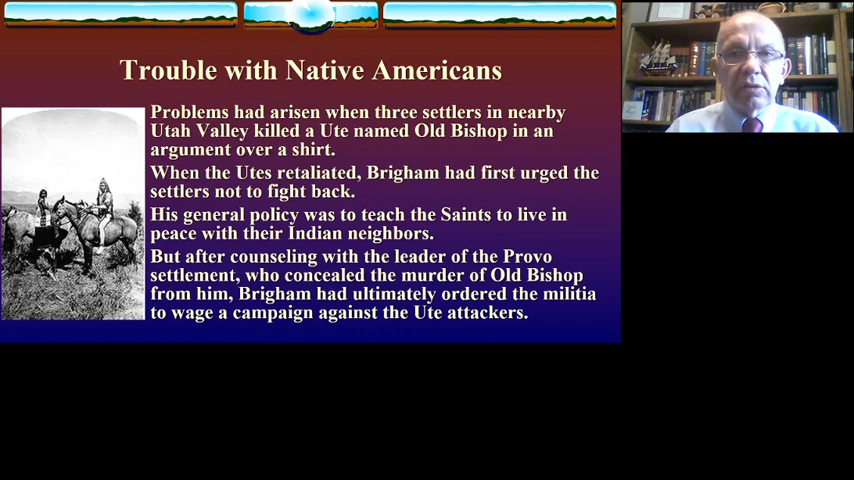 Trouble with Native Americans
Problems had arisen when three settlers in nearby
Utah Valley killed a Ute named Old Bishop in an
argument over a shirt.
When the Utes retaliated, Brigham had first urged the
settlers not to fight back.
His general policy was to teach the Saints to live in
peace with their Indian neighbors.
But after counseling with the leader of the Provo
settlement, who concealed the murder of Old Bishop
from him, Brigham had ultimately ordered the militia
to wage a campaign against the Ute attackers.